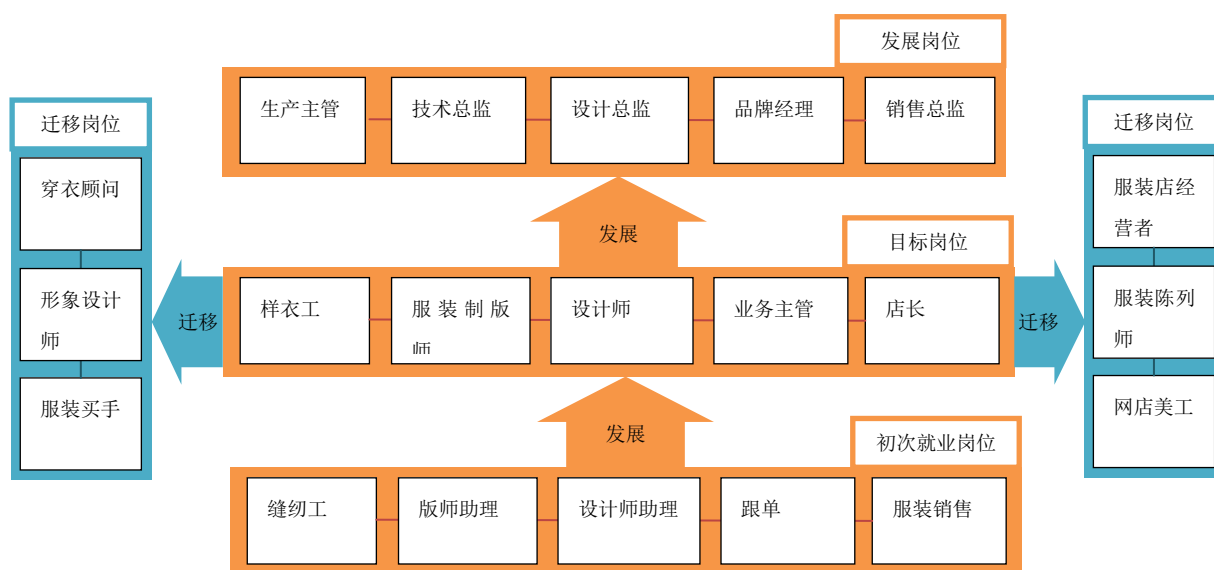 发展岗位
生产主管
技术总监
设计总监
品牌经理
销售总监
迁移岗位
穿衣顾问
形象设计
师
服装买手
迁移岗位
服装店经
营者
服装陈列
师
网店美工
发展
目标岗位
迁移
样衣工
服装制版
师
设计师
业务主管
店长
迁移
发展
初次就业岗位
缝纫工
版师助理
设计师助理
跟单
服装销售